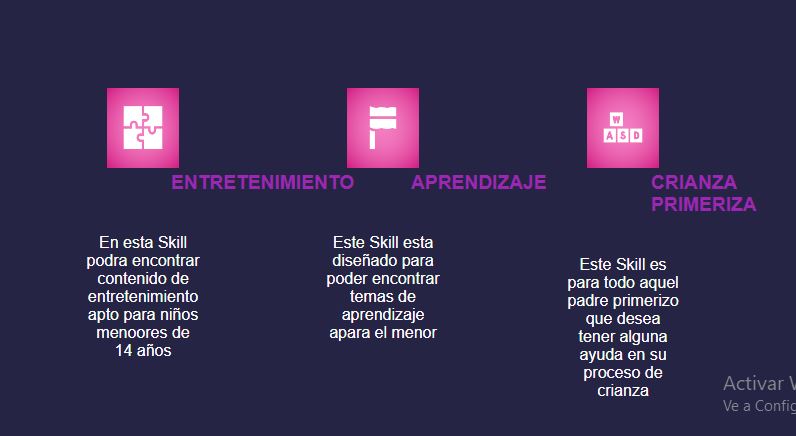 W
A S D
ENTRETENIMIENTO
En esta Skill
podra encontrar
contenido de
entretenimiento
apto para niños
menoores de
14 años
APRENDIZAJE
Este Skill esta
diseñado para
poder encontrar
temas de
aprendizaje
apara el menor
CRIANZA
PRIMERIZA
Este Skill es
para todo aquel
padre primerizo
que desea
tener alguna
ayuda en su
proceso de
crianza
Activar W
Ve a Config